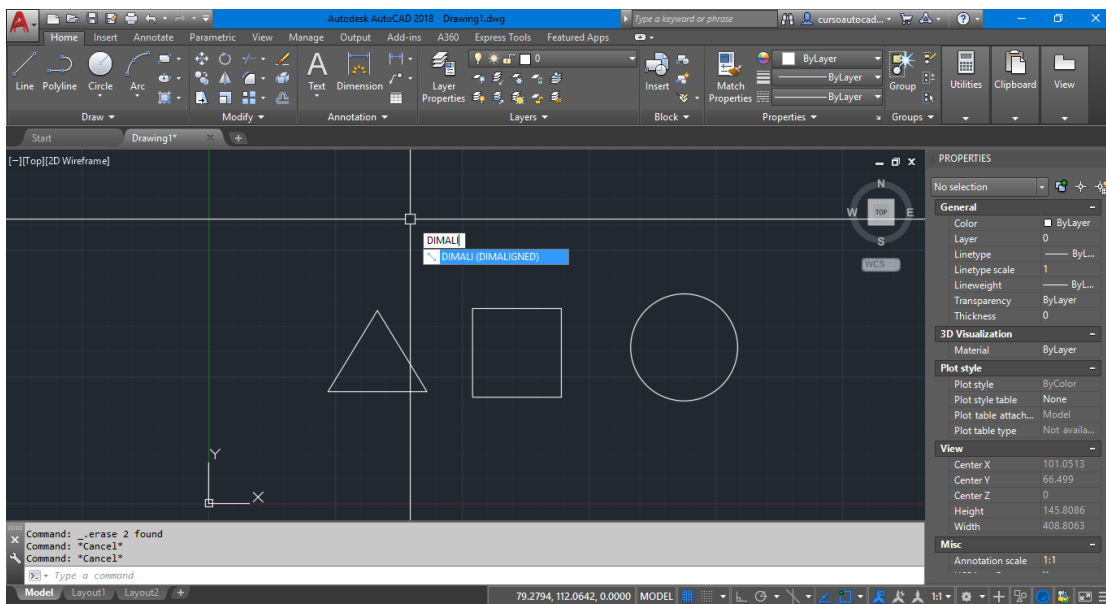 A
Autodesk AutoCAD 2018 Drawing1.dwg
Type a keyword or phrase
cursoautocad...
Home Insert Annotate Parametric View Manage Output Add-ins A360 Express Tools Featured Apps
0
ByLayer
ByLayer
ByLayer
Line Polyline Circle Arc
A
Text Dimension
Layer Properties
Insert
Match Properties
Group
Utilities Clipboard View
Draw Modify Annotation Layers Block Properties Groups
Start Drawing1*
[−][Top][2D Wireframe]
N
W TOP E
S
WCS
DIMALI
DIMALI (DIMALIGNED)
Y
X
PROPERTIES
No selection
General
Color ByLayer
Layer 0
Linetype ByL...
Linetype scale 1
Lineweight ByL...
Transparency ByLayer
Thickness 0
3D Visualization
Material ByLayer
Plot style
Plot style ByColor
Plot style table None
Plot table attach... Model
Plot table type Not availa...
View
Center X 101.0513
Center Y 66.499
Center Z 0
Height 145.8086
Width 408.8063
Misc
Annotation scale 1:1
Command: _.erase 2 found
Command: *Cancel*
Command: *Cancel*
Type a command
Model Layout1 Layout2 +
79.2794, 112.0642, 0.0000 MODEL 1:1